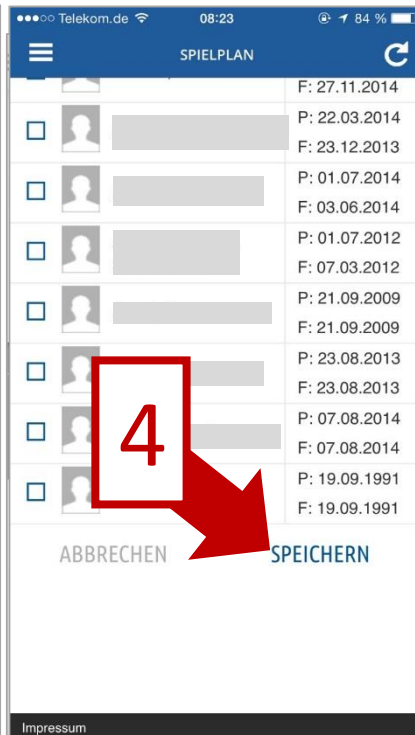 Telekom.de 08:23 84 %
SPIELPLAN
F: 27.11.2014
P: 22.03.2014
F: 23.12.2013
P: 01.07.2014
F: 03.06.2014
P: 01.07.2012
F: 07.03.2012
P: 21.09.2009
F: 21.09.2009
P: 23.08.2013
F: 23.08.2013
P: 07.08.2014
F: 07.08.2014
P: 19.09.1991
F: 19.09.1991
4
ABBRECHEN SPEICHERN
Impressum